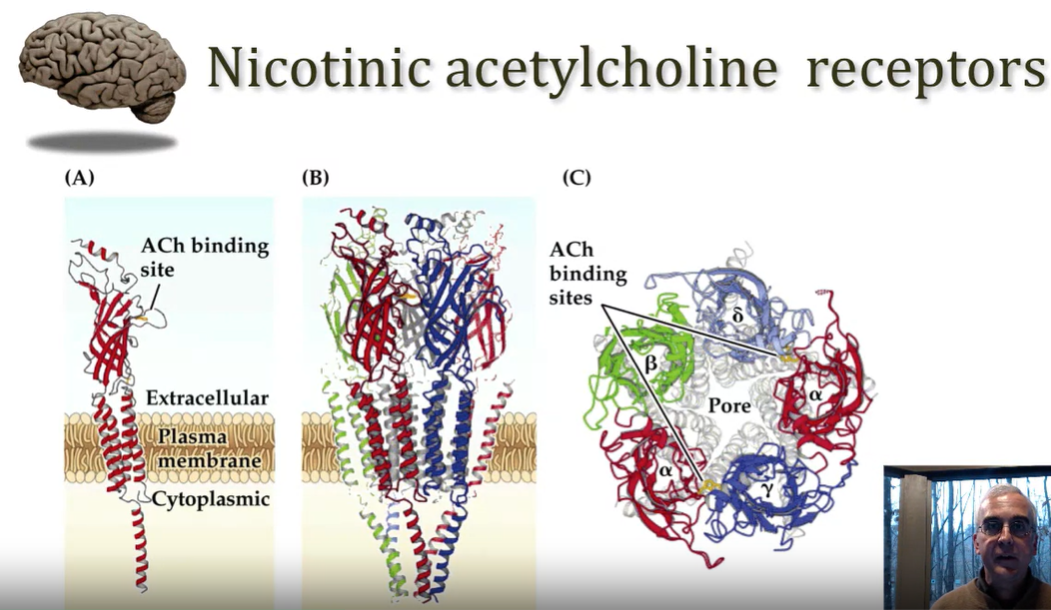 Nicotinic acetylcholine receptors
(A)
ACh binding
site
Extracellular
Plasma
membrane
Cytoplasmic
(B)
(C)
ACh
binding
sites
δ
β
α
Pore
α
γ